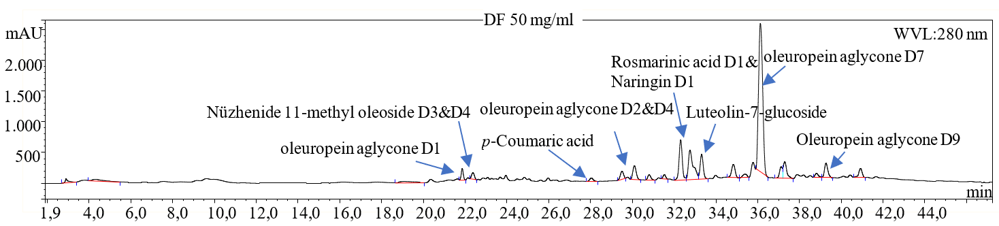 DF 50 mg/ml
mAU
WVL:280 nm
2.000
1.500
1.000
500
oleuropein aglycone D1
Nüzhenide 11-methyl oleoside D3&D4
p-Coumaric acid
oleuropein aglycone D2&D4
Rosmarinic acid D1&
Naringin D1
Luteolin-7-glucoside
oleuropein aglycone D7
Oleuropein aglycone D9
min
1,9 4,0 6,0 8,0 10,0 12,0 14,0 16,0 18,0 20,0 22,0 24,0 26,0 28,0 30,0 32,0 34,0 36,0 38,0 40,0 42,0 44,0